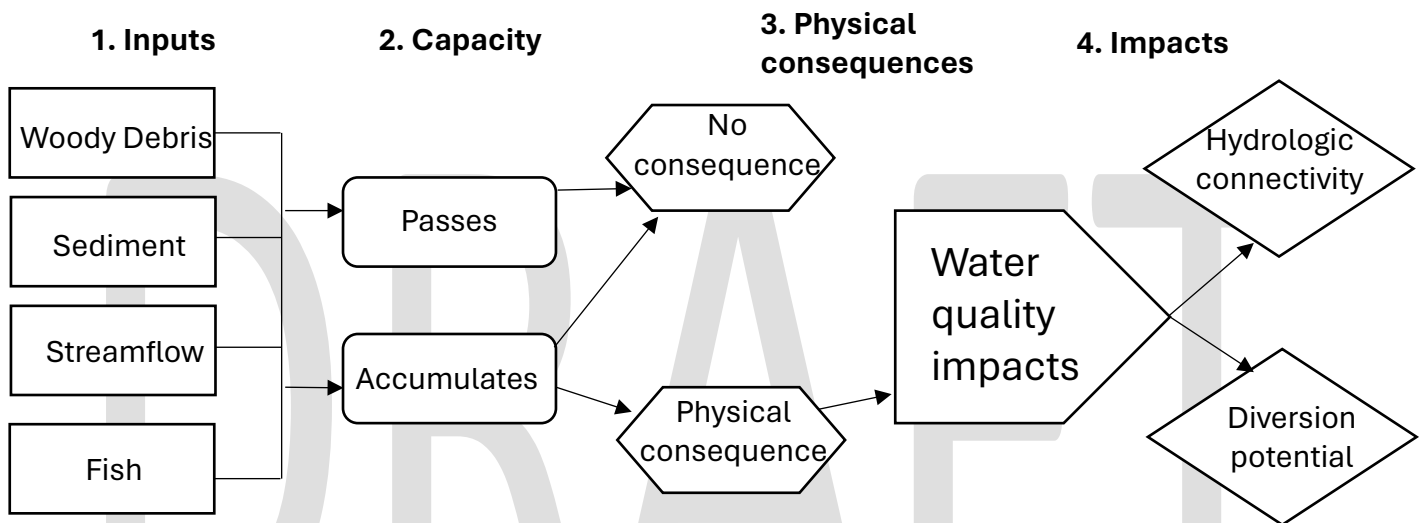 1. Inputs
2. Capacity
3. Physical
consequences
4. Impacts
Woody Debris
Sediment
Streamflow
Fish
Passes
Accumulates
No
consequence
Physical
consequence
Water
quality
impacts
Hydrologic
connectivity
Diversion
potential
DRAFT